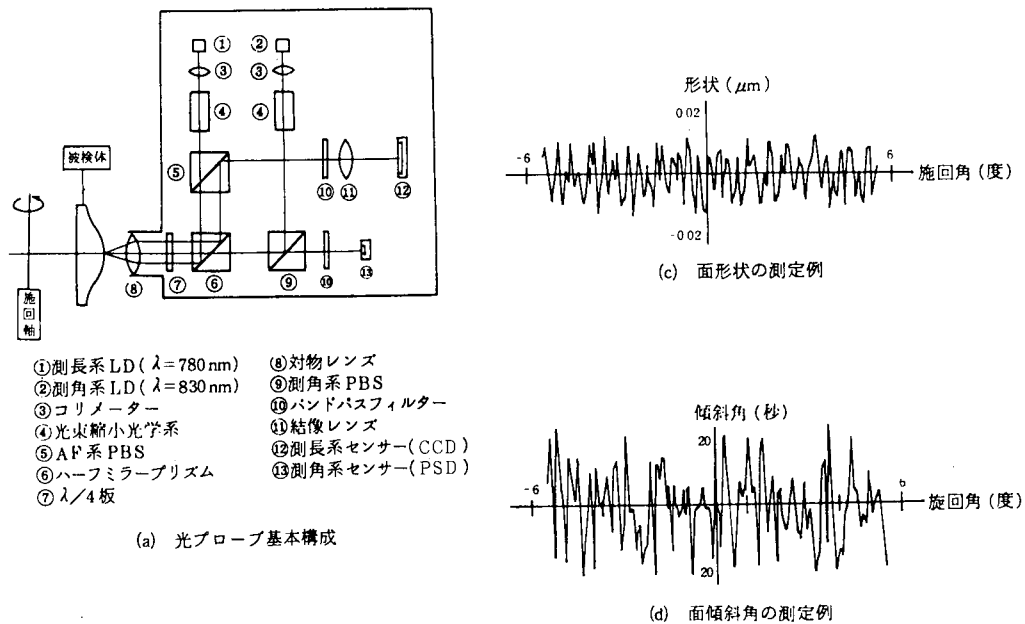 ① ②
③ ③
④ ④
⑤
⑩ ⑪ ⑫
被検体
施回軸
⑧ ⑦ ⑥ ⑨ ⑩ ⑬
①測長系LD(λ=780nm)
②測角系LD(λ=830nm)
③コリメーター
④光束縮小光学系
⑤AF系PBS
⑥ハーフミラープリズム
⑦λ/4板
⑧対物レンズ
⑨測角系PBS
⑩バンドパスフィルター
⑪結像レンズ
⑫測長系センサー(CCD)
⑬測角系センサー(PSD)
(a) 光プローブ基本構成
形状(μm)
0 02
-6
6
施回角(度)
-0 02
(c) 面形状の測定例
傾斜角(秒)
20
-6
6
旋回角(度)
20
(d) 面傾斜角の測定例